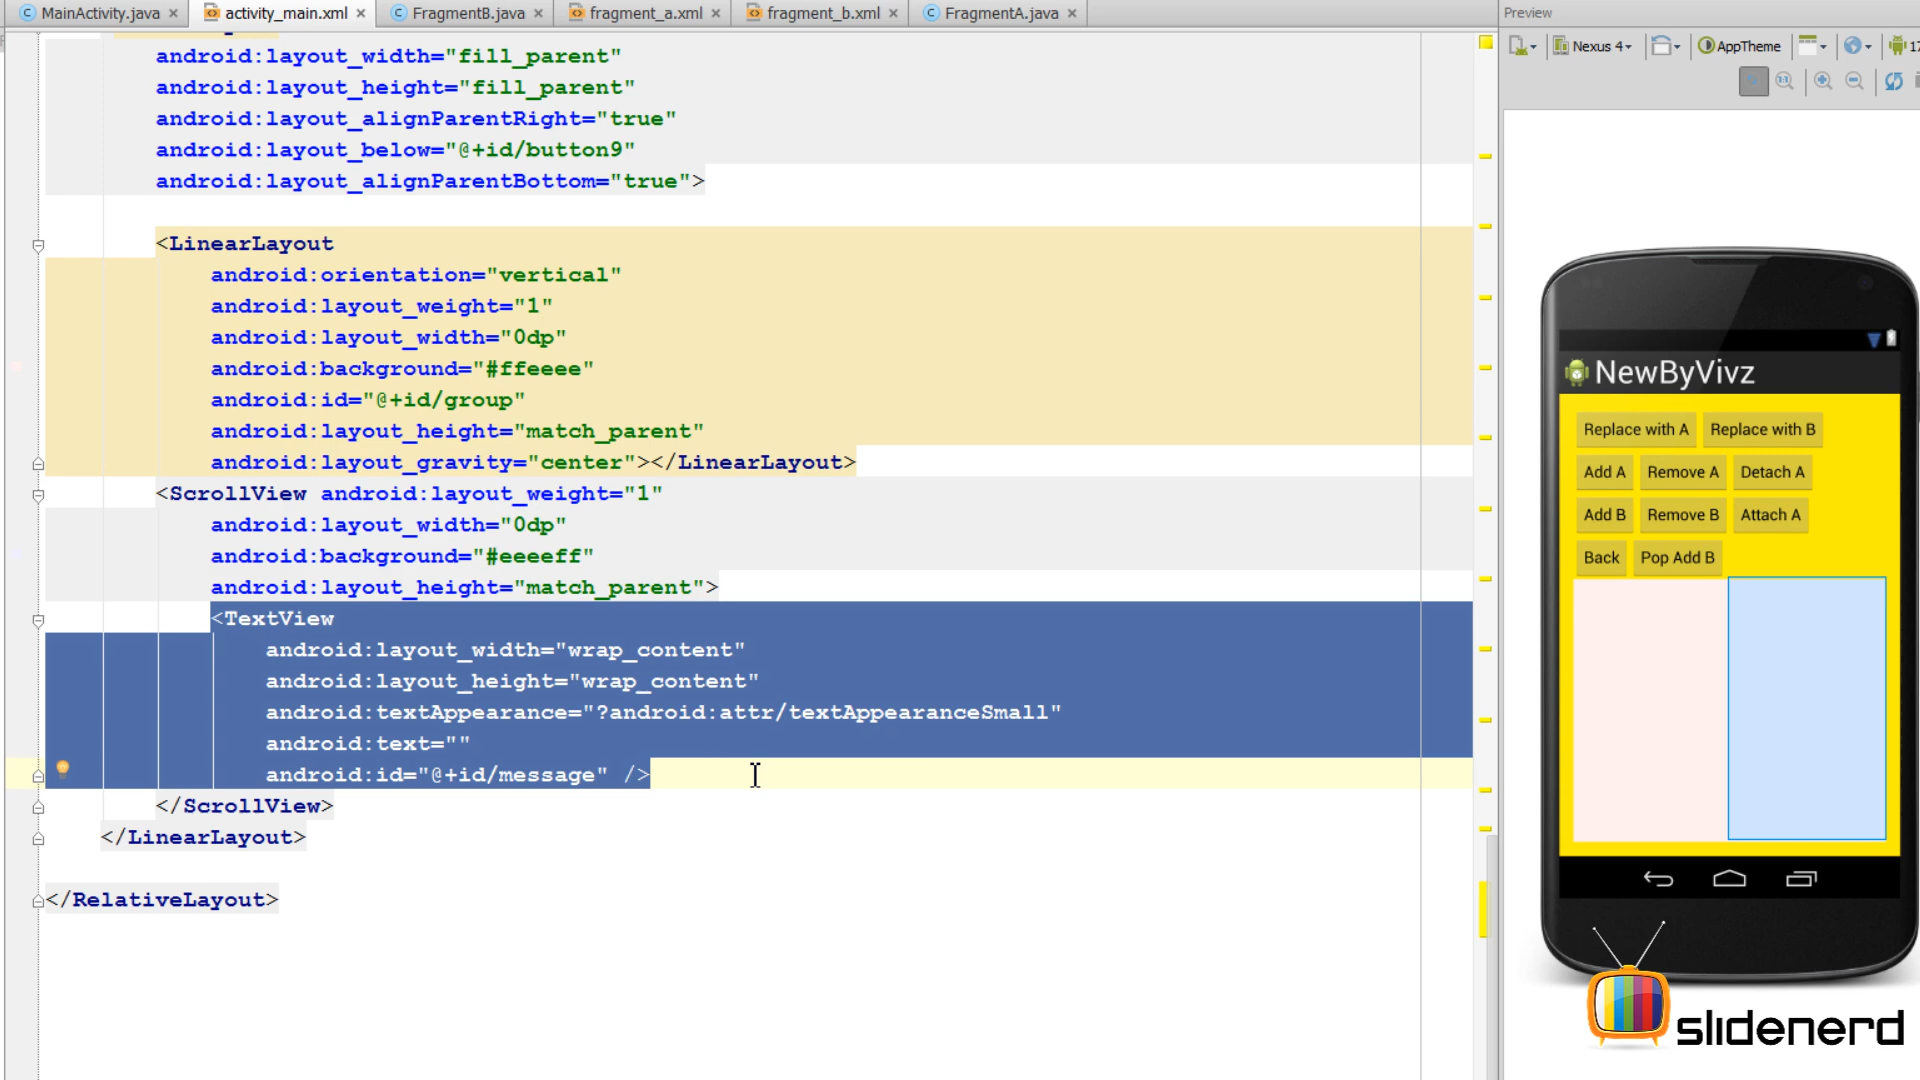 MainActivity.java
activity_main.xml
FragmentB.java
fragment_a.xml
fragment_b.xml
FragmentA.java
Preview
android:layout_width="fill_parent"
android:layout_height="fill_parent"
android:layout_alignParentRight="true"
android:layout_below="@+id/button9"
android:layout_alignParentBottom="true">
<LinearLayout
android:orientation="vertical"
android:layout_weight="1"
android:layout_width="0dp"
android:background="#ffeeee"
android:id="@+id/group"
android:layout_height="match_parent"
android:layout_gravity="center"></LinearLayout>
<ScrollView android:layout_weight="1"
android:layout_width="0dp"
android:background="#eeeeff"
android:layout_height="match_parent">
<TextView
android:layout_width="wrap_content"
android:layout_height="wrap_content"
android:textAppearance="?android:attr/textAppearanceSmall"
android:text=""
android:id="@+id/message" />
</ScrollView>
</LinearLayout>
</RelativeLayout>
Nexus 4
AppTheme
17
NewByVivz
Replace with A
Replace with B
Add A
Remove A
Detach A
Add B
Remove B
Attach A
Back
Pop Add B
slidenerd